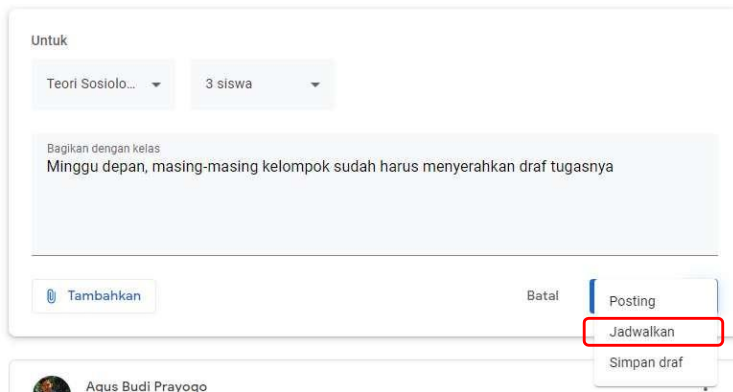 Untuk
Teori Sosiolo... 3 siswa
Bagikan dengan kelas
Minggu depan, masing-masing kelompok sudah harus menyerahkan draf tugasnya
Tambahkan Batal Posting
Jadwalkan
Simpan draf
Agus Budi Prayogo